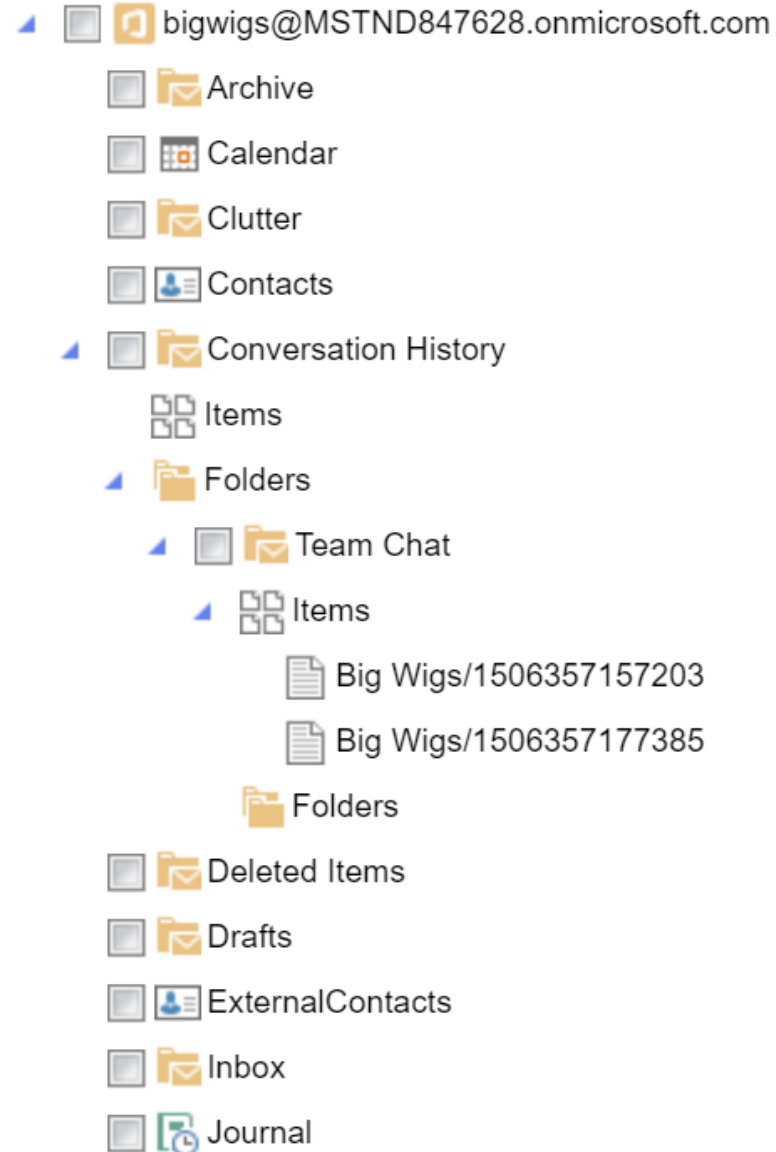 bigwigs@MSTND847628.onmicrosoft.com
Archive
Calendar
Clutter
Contacts
Conversation History
Items
Folders
Team Chat
Items
Big Wigs/1506357157203
Big Wigs/1506357177385
Folders
Deleted Items
Drafts
ExternalContacts
Inbox
Journal